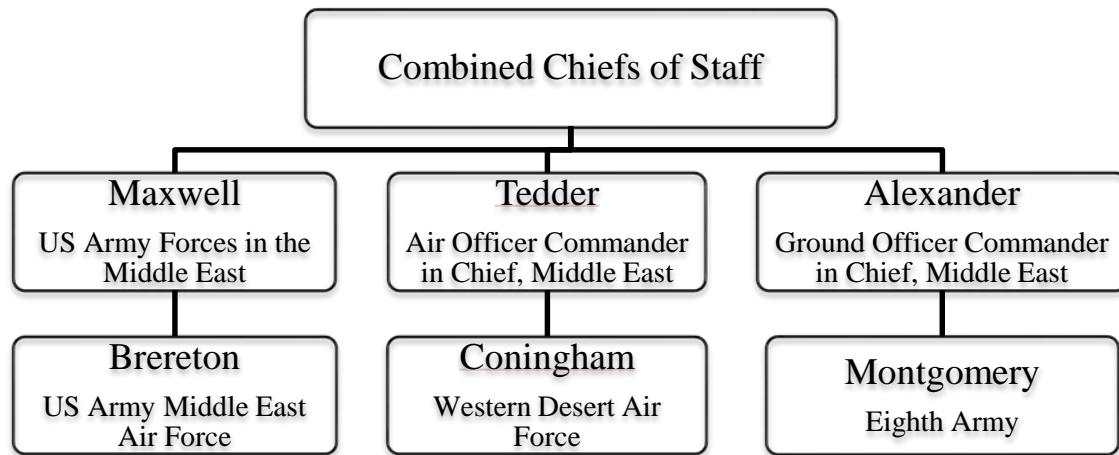 Combined Chiefs of Staff
Maxwell
US Army Forces in the
Middle East
Tedder
Air Officer Commander
in Chief, Middle East
Alexander
Ground Officer Commander
in Chief, Middle East
Brereton
US Army Middle East
Air Force
Coningham
Western Desert Air
Force
Montgomery
Eighth Army